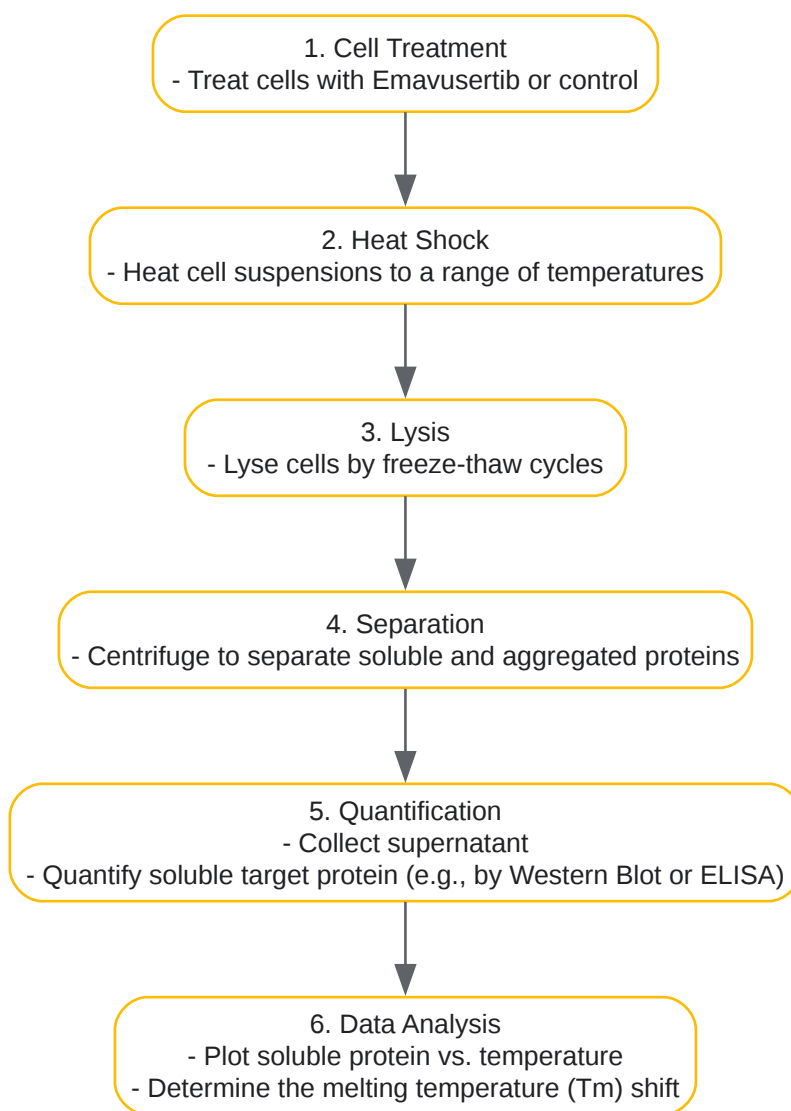 1. Cell Treatment
- Treat cells with Emavusertib or control
2. Heat Shock
- Heat cell suspensions to a range of temperatures
3. Lysis
- Lyse cells by freeze-thaw cycles
4. Separation
- Centrifuge to separate soluble and aggregated proteins
5. Quantification
- Collect supernatant
- Quantify soluble target protein (e.g., by Western Blot or ELISA)
6. Data Analysis
- Plot soluble protein vs. temperature
- Determine the melting temperature (Tm) shift